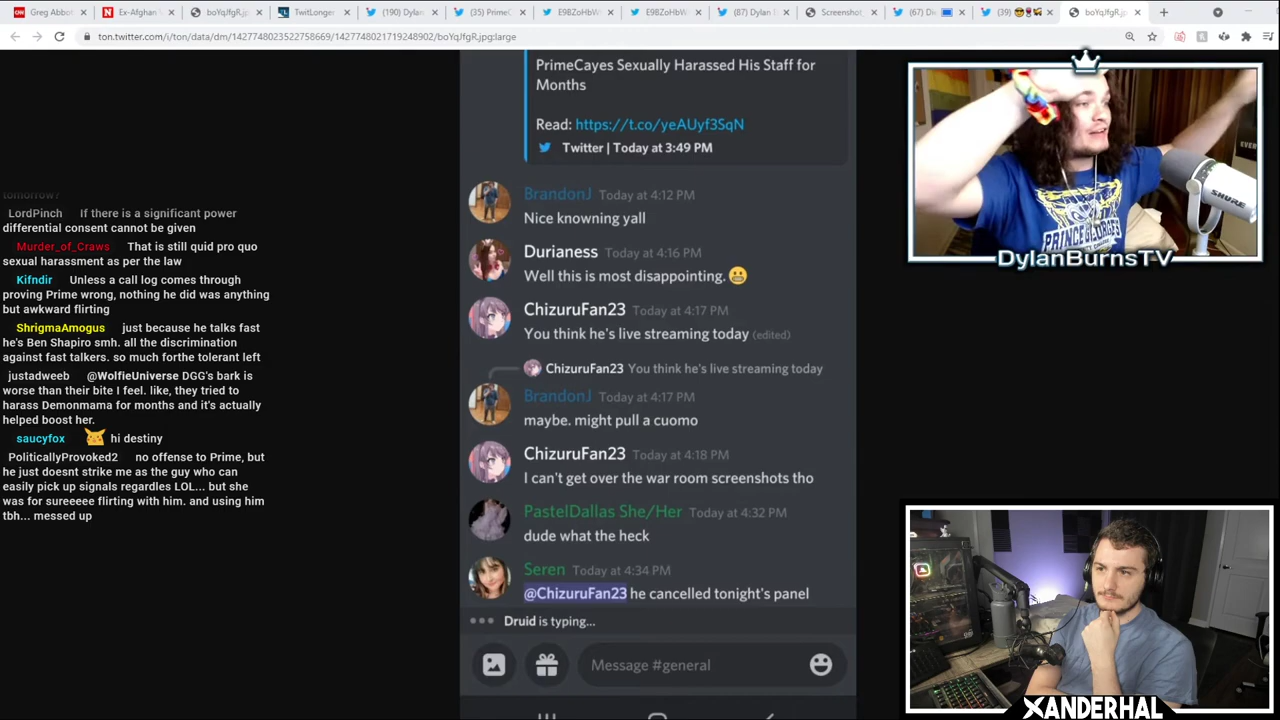 Greg Abbo
Ex-Afghan
boYqJfgR.jp
TwitLonger
(190) Dylan
(35) PrimeC
E9BZoHbW
E9BZoHbW
(87) Dylan
Screenshot
(67) Di
(39)
boYqJfgR.jp
ton.twitter.com/i/ton/data/dm/1427748023522758669/1427748021719248902/boYqJfgR.jpg:large
tomorrow?
LordPinch If there is a significant power
differential consent cannot be given
Murder_of_Craws That is still quid pro quo
sexual harassment as per the law
Kifndir Unless a call log comes through
proving Prime wrong, nothing he did was anything
but awkward flirting
ShrigmaAmogus just because he talks fast
he's Ben Shapiro smh. all the discrimination
against fast talkers. so much forthe tolerant left
justadweeb @WolfieUniverse DGG's bark is
worse than their bite I feel. like, they tried to
harass Demonmama for months and it's actually
helped boost her.
saucyfox hi destiny
PoliticallyProvoked2 no offense to Prime, but
he just doesnt strike me as the guy who can
easily pick up signals regardles LOL... but she
was for sureeeee flirting with him. and using him
tbh... messed up
PrimeCayes Sexually Harassed His Staff for
Months
Read: https://t.co/yeAUyf3SqN
Twitter | Today at 3:49 PM
BrandonJ Today at 4:12 PM
Nice knowning yall
Durianess Today at 4:16 PM
Well this is most disappointing. 😬
ChizuruFan23 Today at 4:17 PM
You think he's live streaming today (edited)
ChizuruFan23 You think he's live streaming today
BrandonJ Today at 4:17 PM
maybe. might pull a cuomo
ChizuruFan23 Today at 4:18 PM
I can't get over the war room screenshots tho
PastelDallas She/Her Today at 4:32 PM
dude what the heck
Seren Today at 4:34 PM
@ChizuruFan23 he cancelled tonight's panel
Druid is typing...
Message #general
PRINCE GEORGE'S
SHURE
DylanBurnsTV
XANDERHAL